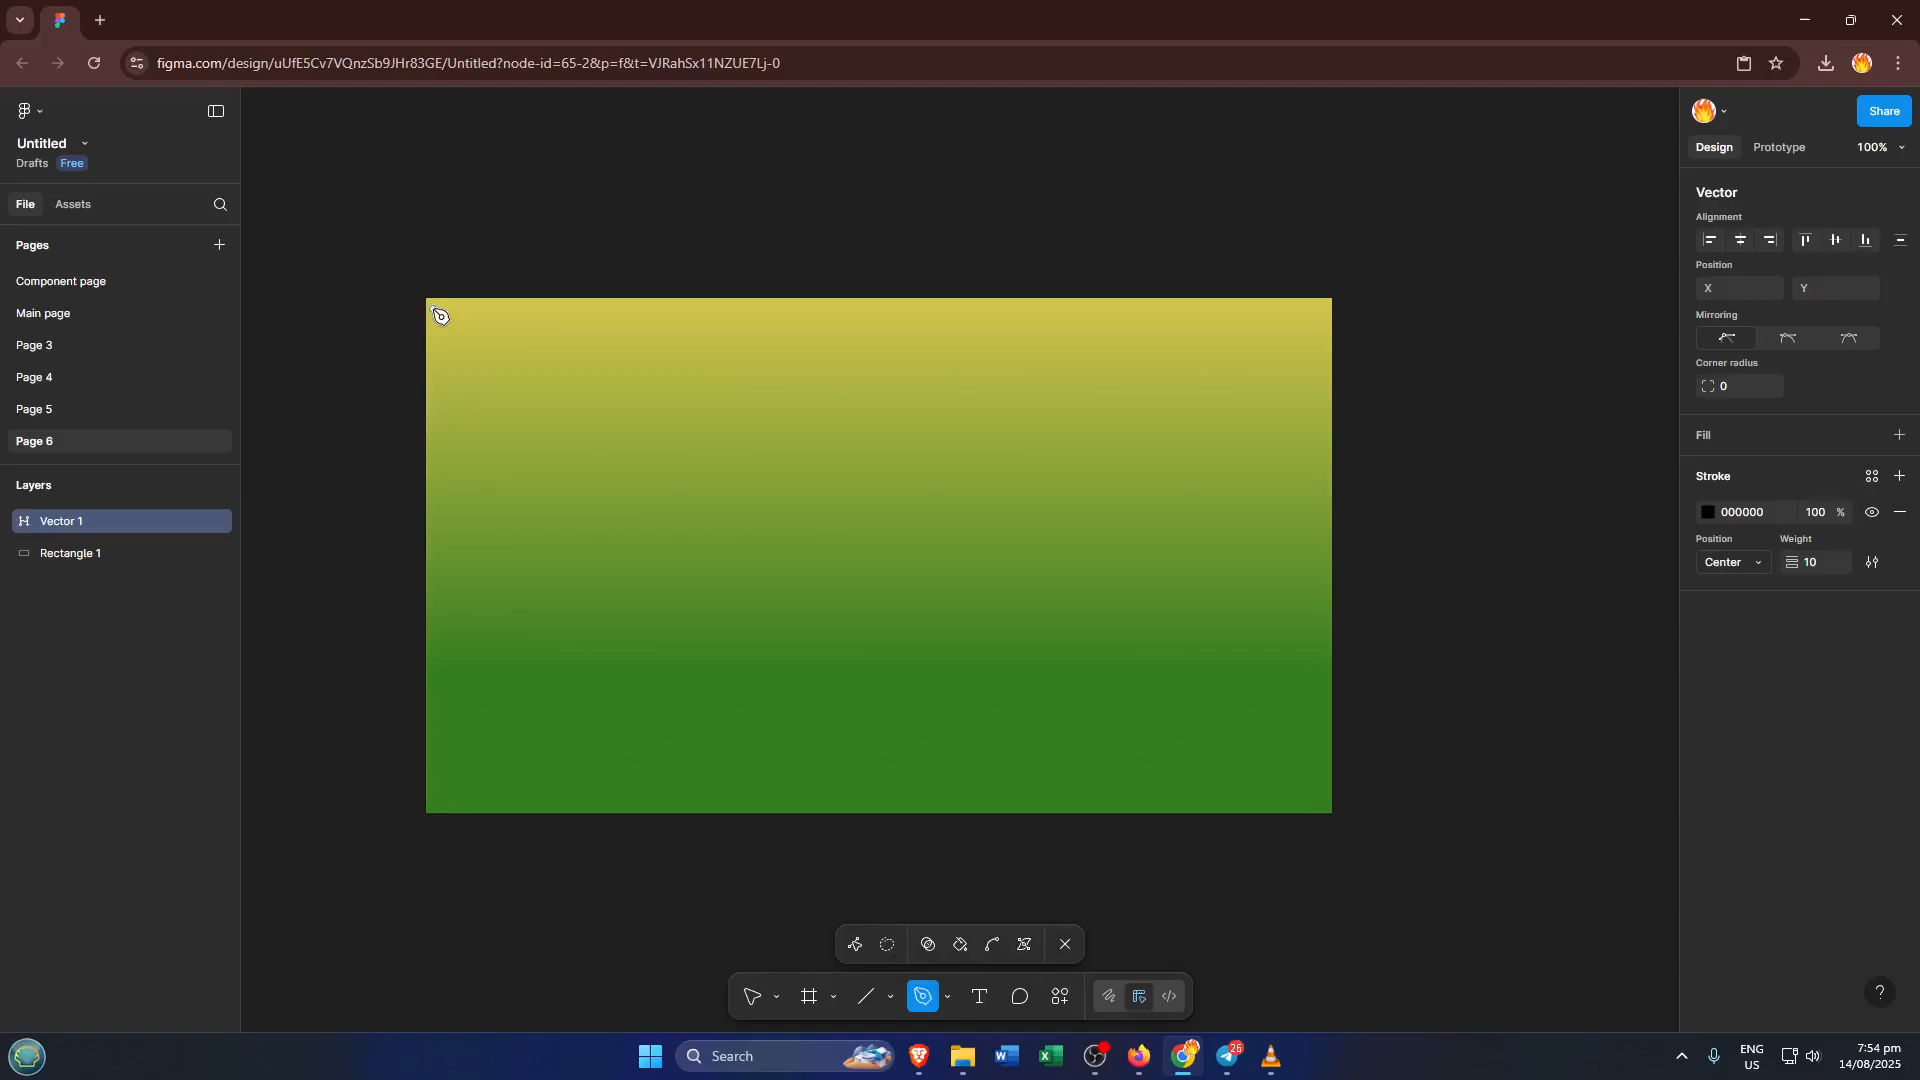 figma.com/design/uUfE5Cv7VQnzSb9JHr83GE/Untitled?node-id=65-2&p=f&t=VJRahSx11NZUE7Lj-0
Untitled
Drafts Free
File Assets
Pages
Component page
Main page
Page 3
Page 4
Page 5
Page 6
Layers
Vector 1
Rectangle 1
Share
Design Prototype 100%
Vector
Alignment
Position
X Y
Mirroring
Corner radius
0
Fill
Stroke
000000 100 %
Position Weight
Center 10
?
Search
26
ENG
US
7:54 pm
14/08/2025